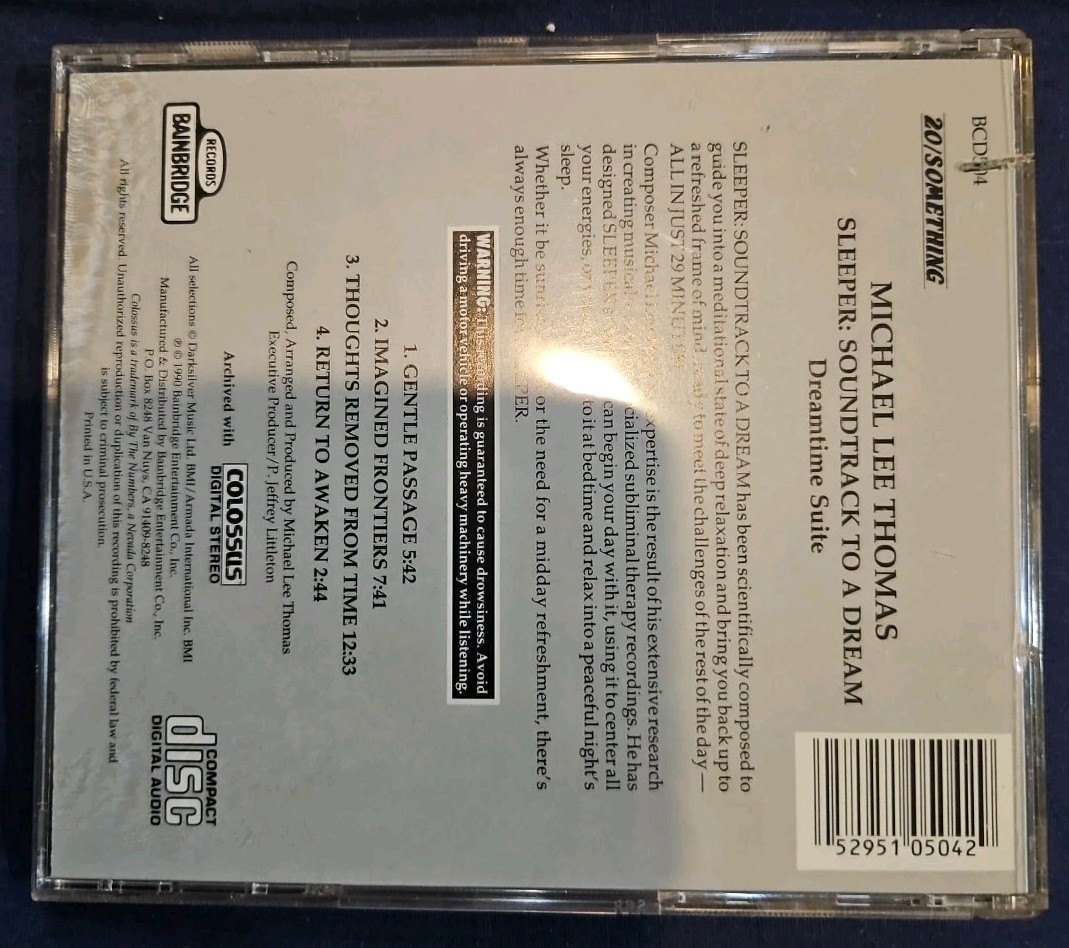 BCD504
20/SOMETHING
MICHAEL LEE THOMAS
SLEEPER: SOUNDTRACK TO A DREAM
Dreamtime Suite
SLEEPER: SOUNDTRACK TO A DREAM has been scientifically composed to
guide you into a meditational state of deep relaxation and bring you back up to
a refreshed frame of mind ready to meet the challenges of the rest of the day—
ALL IN JUST 29 MINUTES.
Composer Michael expertise is the result of his extensive research
in creating musical specialized subliminal therapy recordings. He has
designed SLEEPER so can begin your day with it, using it to center all
your energies, or to it at bedtime and relax into a peaceful night's
sleep.
Whether it be sunrise or the need for a midday refreshment, there's
always enough time
WARNING: This recording is guaranteed to cause drowsiness. Avoid
driving a motor vehicle or operating heavy machinery while listening.
1. GENTLE PASSAGE 5:42
2. IMAGINED FRONTIERS 7:41
3. THOUGHTS REMOVED FROM TIME 12:33
4. RETURN TO AWAKEN 2:44
Composed, Arranged and Produced by Michael Lee Thomas
Executive Producer/P. Jeffrey Littleton
Archived with COLOSSUS
DIGITAL STEREO
RECORDS
BAINBRIDGE
All selections © Darksilver Music Ltd. BMI/Armada International Inc. BMI
℗ © 1990 Bainbridge Entertainment Co., Inc.
Manufactured & Distributed by Bainbridge Entertainment Co., Inc.
P.O. Box 8248 Van Nuys, CA 91409-8248
Colossus is a trademark of By The Numbers, a Nevada Corporation
All rights reserved. Unauthorized reproduction or duplication of this recording is prohibited by federal law and
is subject to criminal prosecution.
Printed in U.S.A.
COMPACT
disc
DIGITAL AUDIO
52951 05042